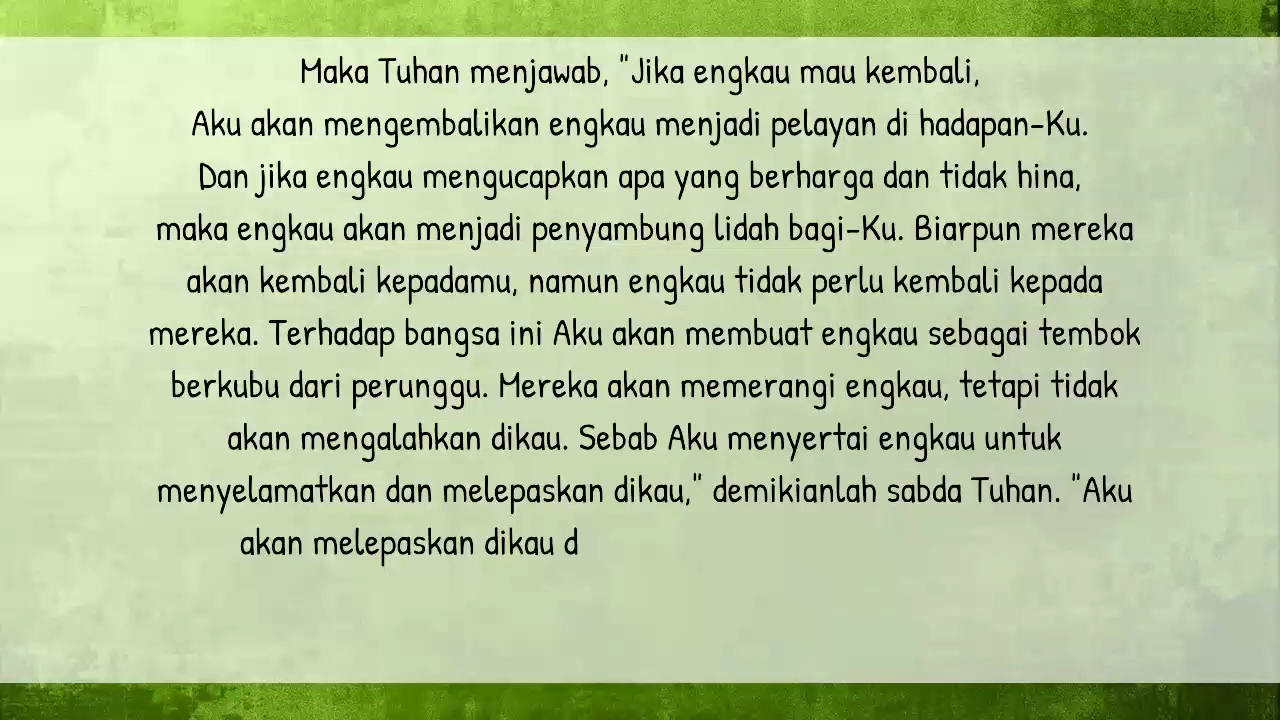 Maka Tuhan menjawab, "Jika engkau mau kembali,
Aku akan mengembalikan engkau menjadi pelayan di hadapan-Ku.
Dan jika engkau mengucapkan apa yang berharga dan tidak hina,
maka engkau akan menjadi penyambung lidah bagi-Ku. Biarpun mereka
akan kembali kepadamu, namun engkau tidak perlu kembali kepada
mereka. Terhadap bangsa ini Aku akan membuat engkau sebagai tembok
berkubu dari perunggu. Mereka akan memerangi engkau, tetapi tidak
akan mengalahkan dikau. Sebab Aku menyertai engkau untuk
menyelamatkan dan melepaskan dikau," demikianlah sabda Tuhan. "Aku
akan melepaskan dikau d